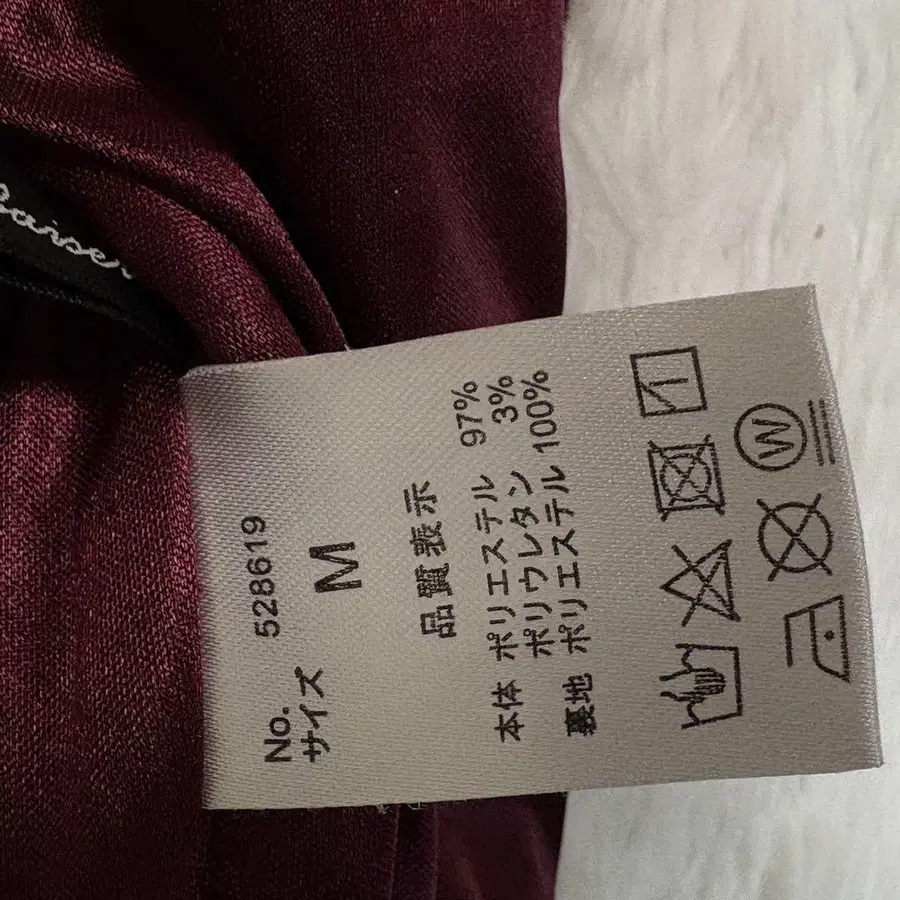 No. 528619
サイズ M
品質表示
本体 ポリエステル 97%
ポリウレタン 3%
裏地 ポリエステル 100%
W